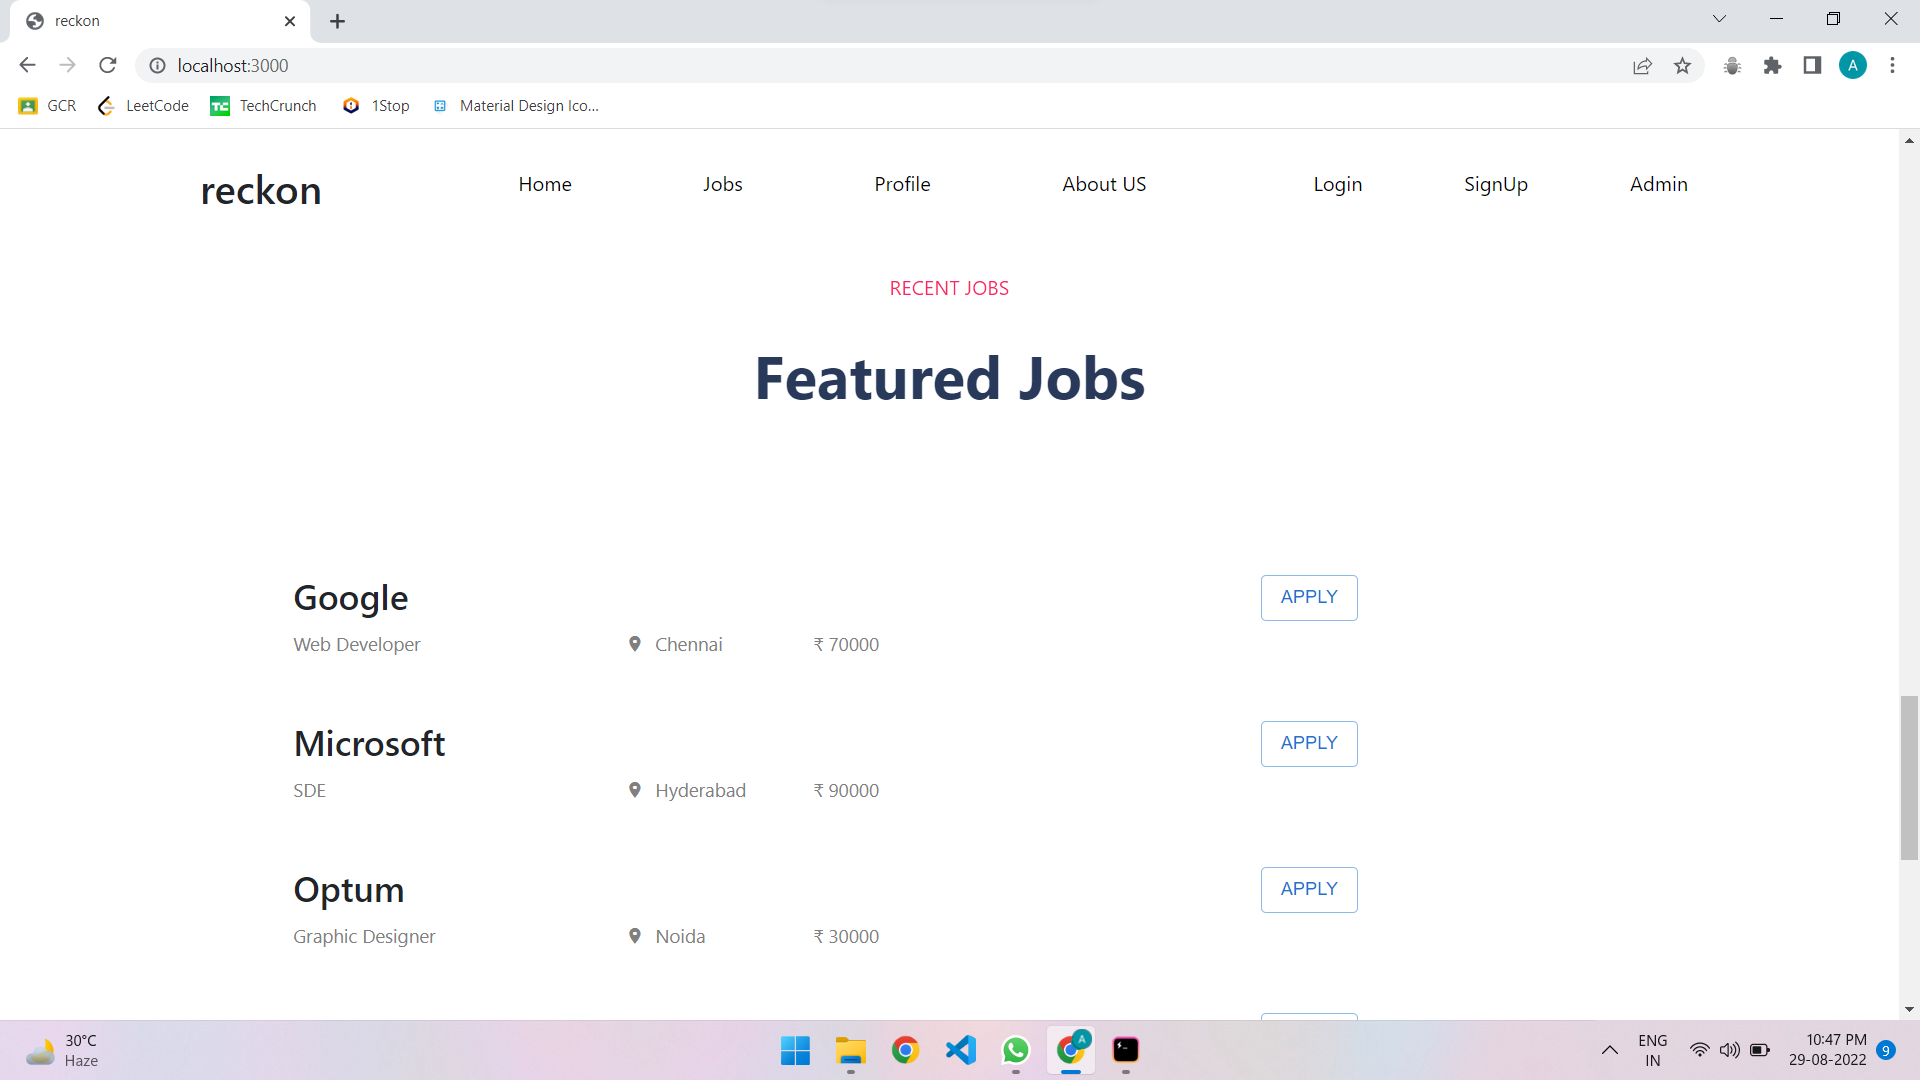 reckon
localhost:3000
A
GCR
LeetCode
TC TechCrunch
1Stop
Material Design Ico...
reckon
Home
Jobs
Profile
About US
Login
SignUp
Admin
RECENT JOBS
Featured Jobs
Google
APPLY
Web Developer
Chennai
₹ 70000
Microsoft
APPLY
SDE
Hyderabad
₹ 90000
Optum
APPLY
Graphic Designer
Noida
₹ 30000
30°C
Haze
A
ENG
IN
10:47 PM
29-08-2022
9